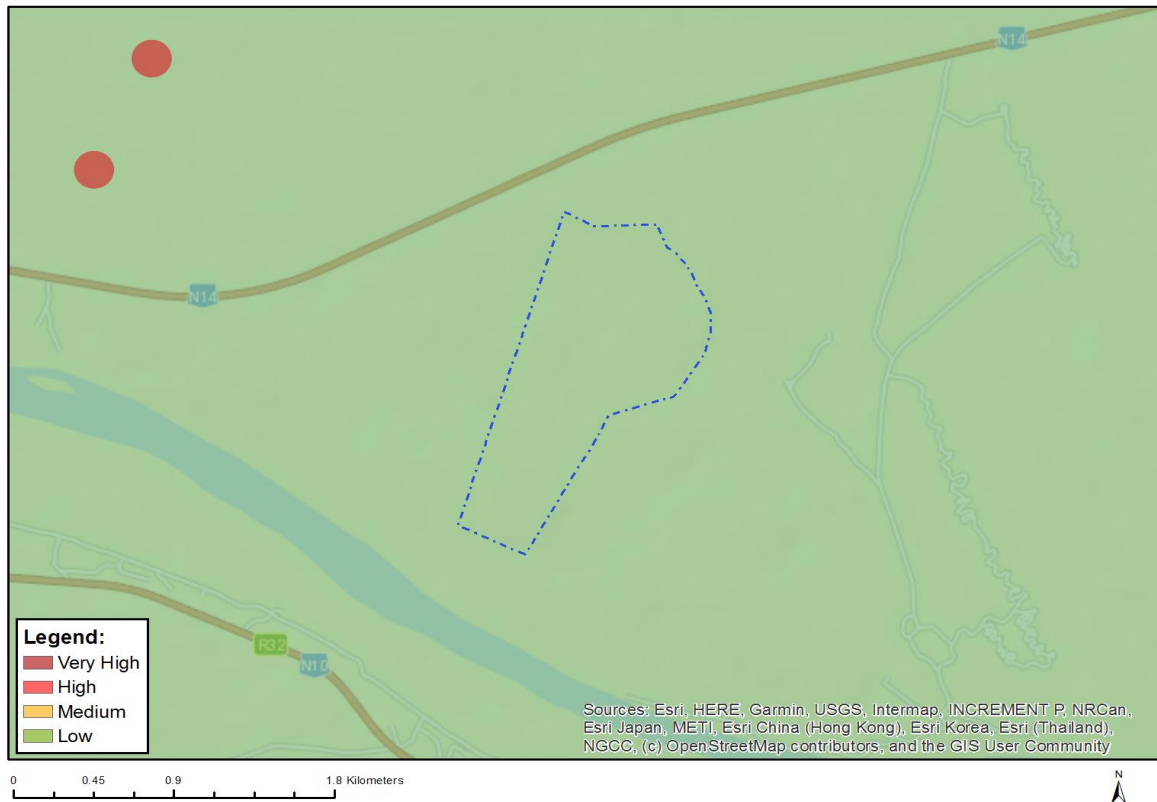 N14
N14
R32
N10
Legend:
Very High
High
Medium
Low
Sources: Esri, HERE, Garmin, USGS, Intermap, INCREMENT P, NRCan,
Esri Japan, METI, Esri China (Hong Kong), Esri Korea, Esri (Thailand),
NGCC, (c) OpenStreetMap contributors, and the GIS User Community
0 0.45 0.9 1.8 Kilometers
N